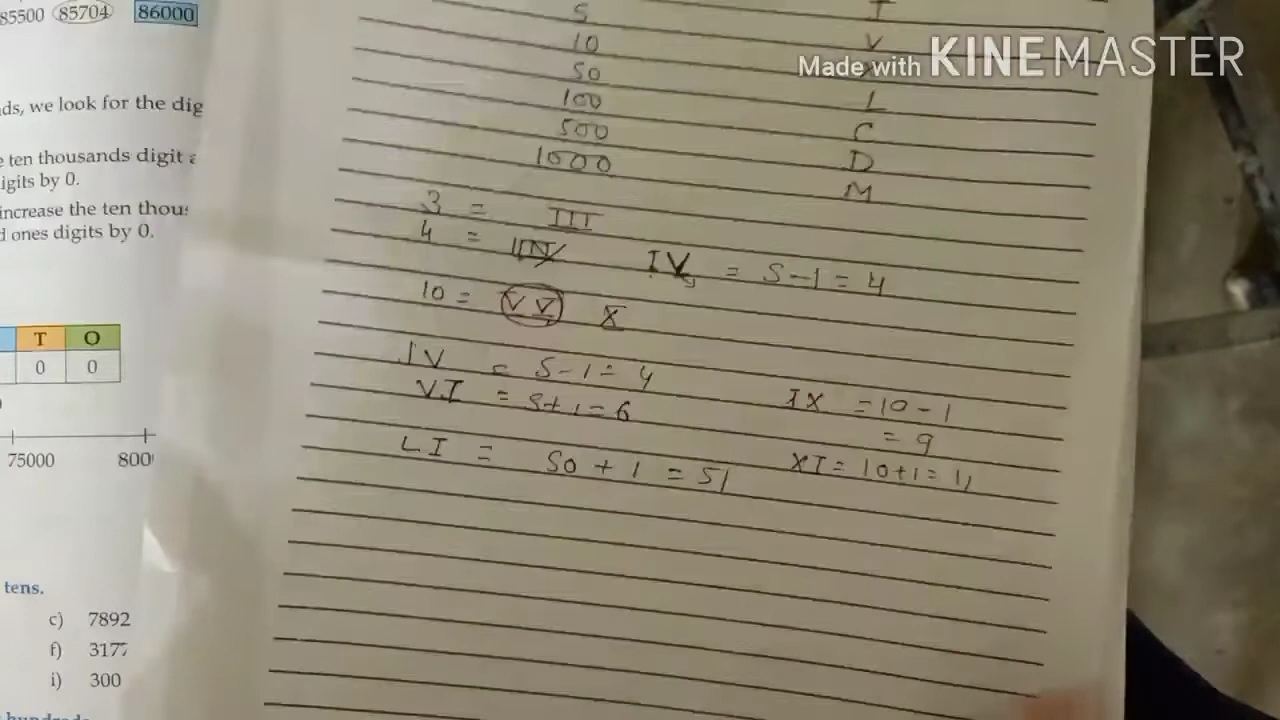 85500 85704 86000
ds, we look for the dig
e ten thousands digit a
igits by 0.
increase the ten thou
d ones digits by 0.
T O
0 0
75000 800
tens.
c) 7892
f) 3177
i) 300
Made with KINEMASTER
5 I
10 V
50
100 L
500 C
1000 D
M
3 = III
4 = IV = 5-1=4
10 = VV X
IV = 5-1=4
VI = 5+1=6
IX =10-1
= 9
LI = 50+1=51
XI=10+1=11